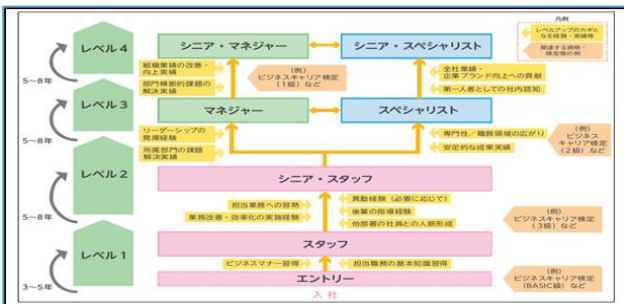 凡例
レベルアップのカギと
なる経験・実績等
関連する資格・
検定等の例
レベル4
シニア・マネジャー
シニア・スペシャリスト
組織業績の改善・
向上実績
部門横断的課題の
解決実績
(例)
ビジネスキャリア検定
(1級)など
全社業績・
企業ブランド向上への貢献
第一人者としての社内認知
5~8年
レベル3
マネジャー
スペシャリスト
リーダーシップの
発揮経験
所属部門の課題
解決実績
専門性/職務領域の広がり
安定的な成果実績
(例)
ビジネス
キャリア検定
(2級)など
5~8年
レベル2
シニア・スタッフ
担当業務への習熟
業務改善・効率化の実施経験
異動経験(必要に応じて)
後輩の指導経験
他部署の社員との人脈形成
(例)
ビジネスキャリア検定
(3級)など
5~8年
レベル1
スタッフ
ビジネスマナー習得
担当職務の基本知識習得
(例)
ビジネスキャリア検定
(BASIC級)など
3~5年
エントリー
入社